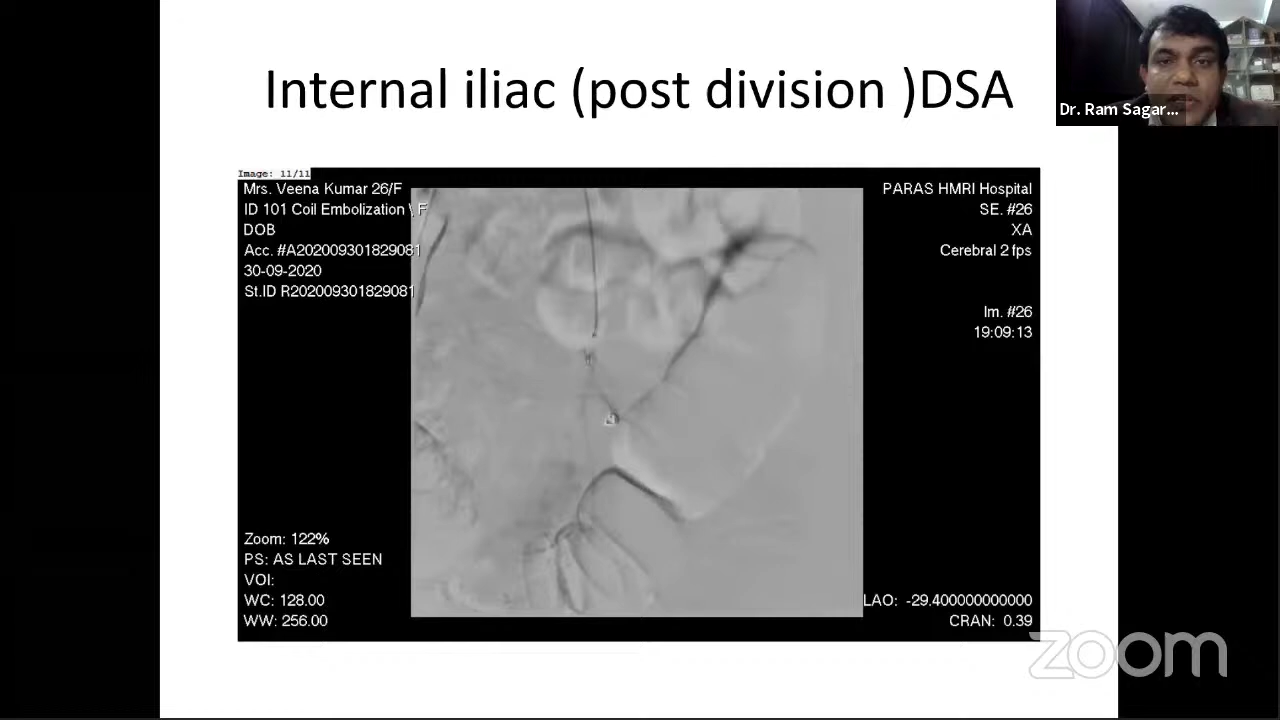 Internal iliac (post division )DSA
Dr. Ram Sagar...
Image: 11/11
Mrs. Veena Kumar 26/F
ID 101 Coil Embolization \ F
DOB
Acc. #A202009301829081
30-09-2020
St.ID R202009301829081
PARAS HMRI Hospital
SE. #26
XA
Cerebral 2 fps
Im. #26
19:09:13
Zoom: 122%
PS: AS LAST SEEN
VOI:
WC: 128.00
WW: 256.00
LAO: -29.400000000000
CRAN: 0.39
zoom